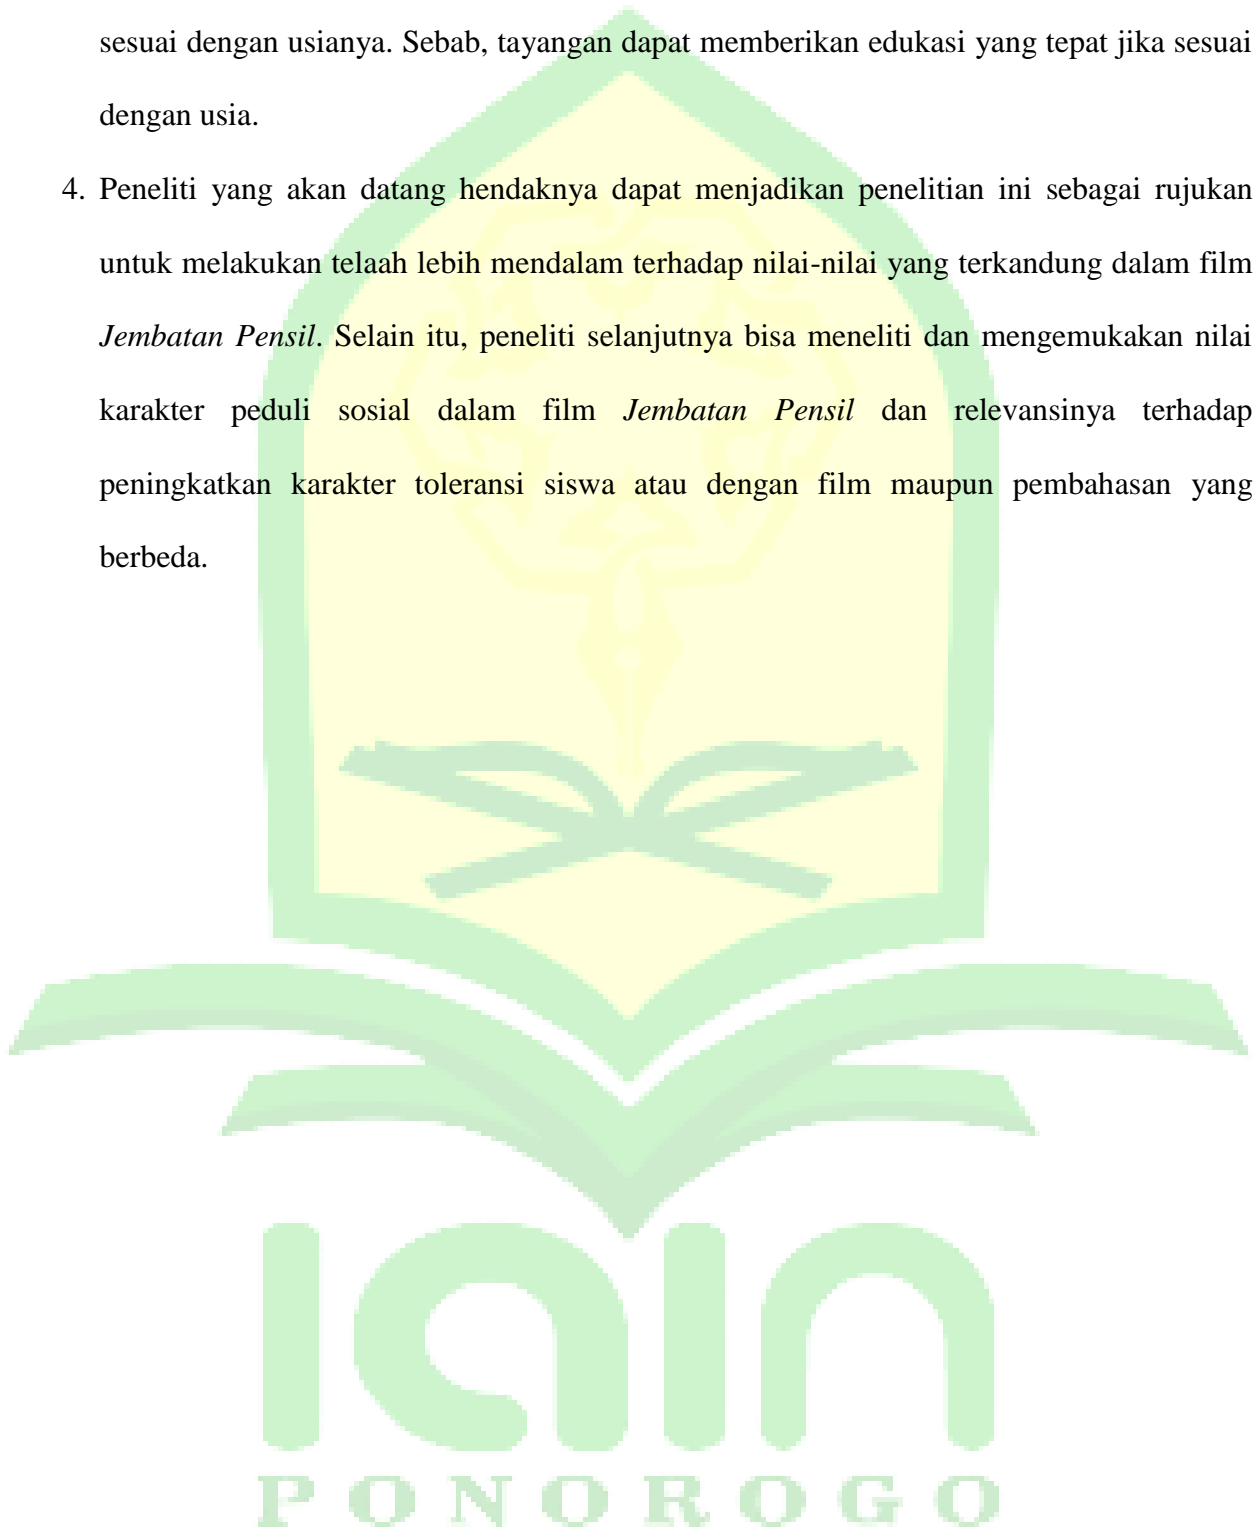 sesuai dengan usianya. Sebab, tayangan dapat memberikan edukasi yang tepat jika sesuai
dengan usia.
4. Peneliti yang akan datang hendaknya dapat menjadikan penelitian ini sebagai rujukan
untuk melakukan telaah lebih mendalam terhadap nilai-nilai yang terkandung dalam film
Jembatan Pensil. Selain itu, peneliti selanjutnya bisa meneliti dan mengemukakan nilai
karakter peduli sosial dalam film Jembatan Pensil dan relevansinya terhadap
peningkatan karakter toleransi siswa atau dengan film maupun pembahasan yang
berbeda.
iain
PONOROGO